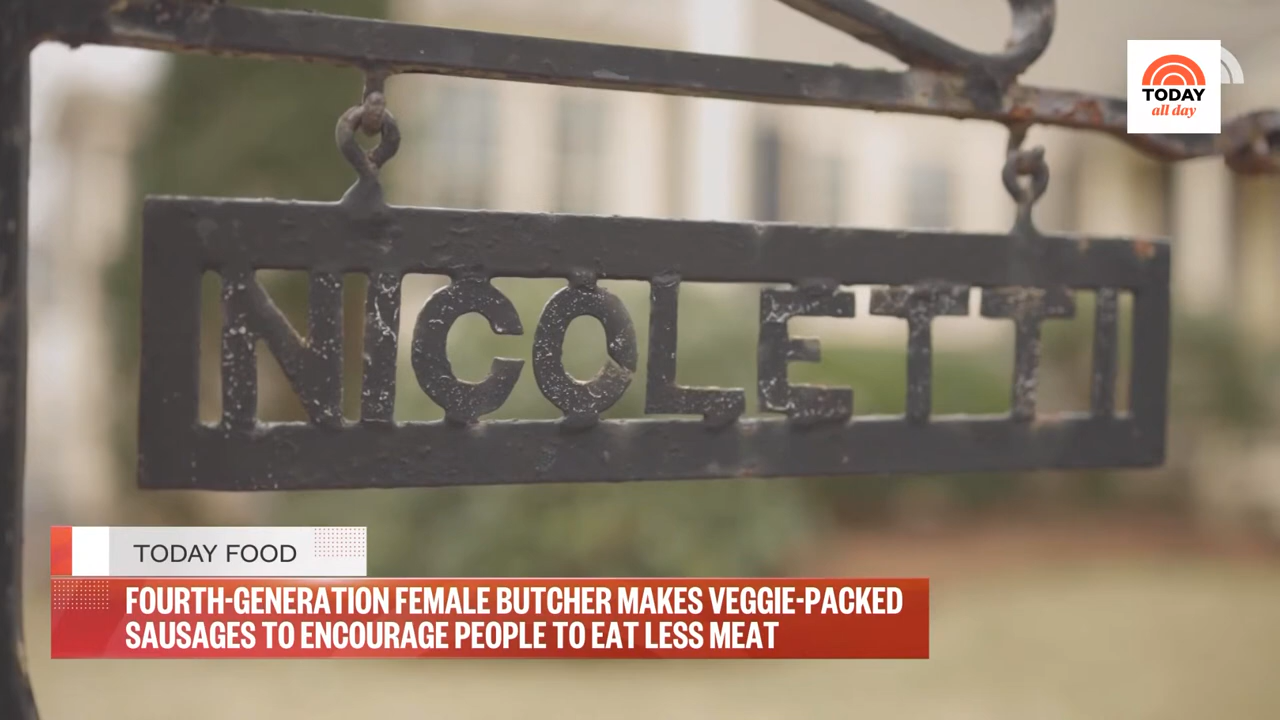 TODAY
all day
NICOLETTI
TODAY FOOD
FOURTH-GENERATION FEMALE BUTCHER MAKES VEGGIE-PACKED
SAUSAGES TO ENCOURAGE PEOPLE TO EAT LESS MEAT